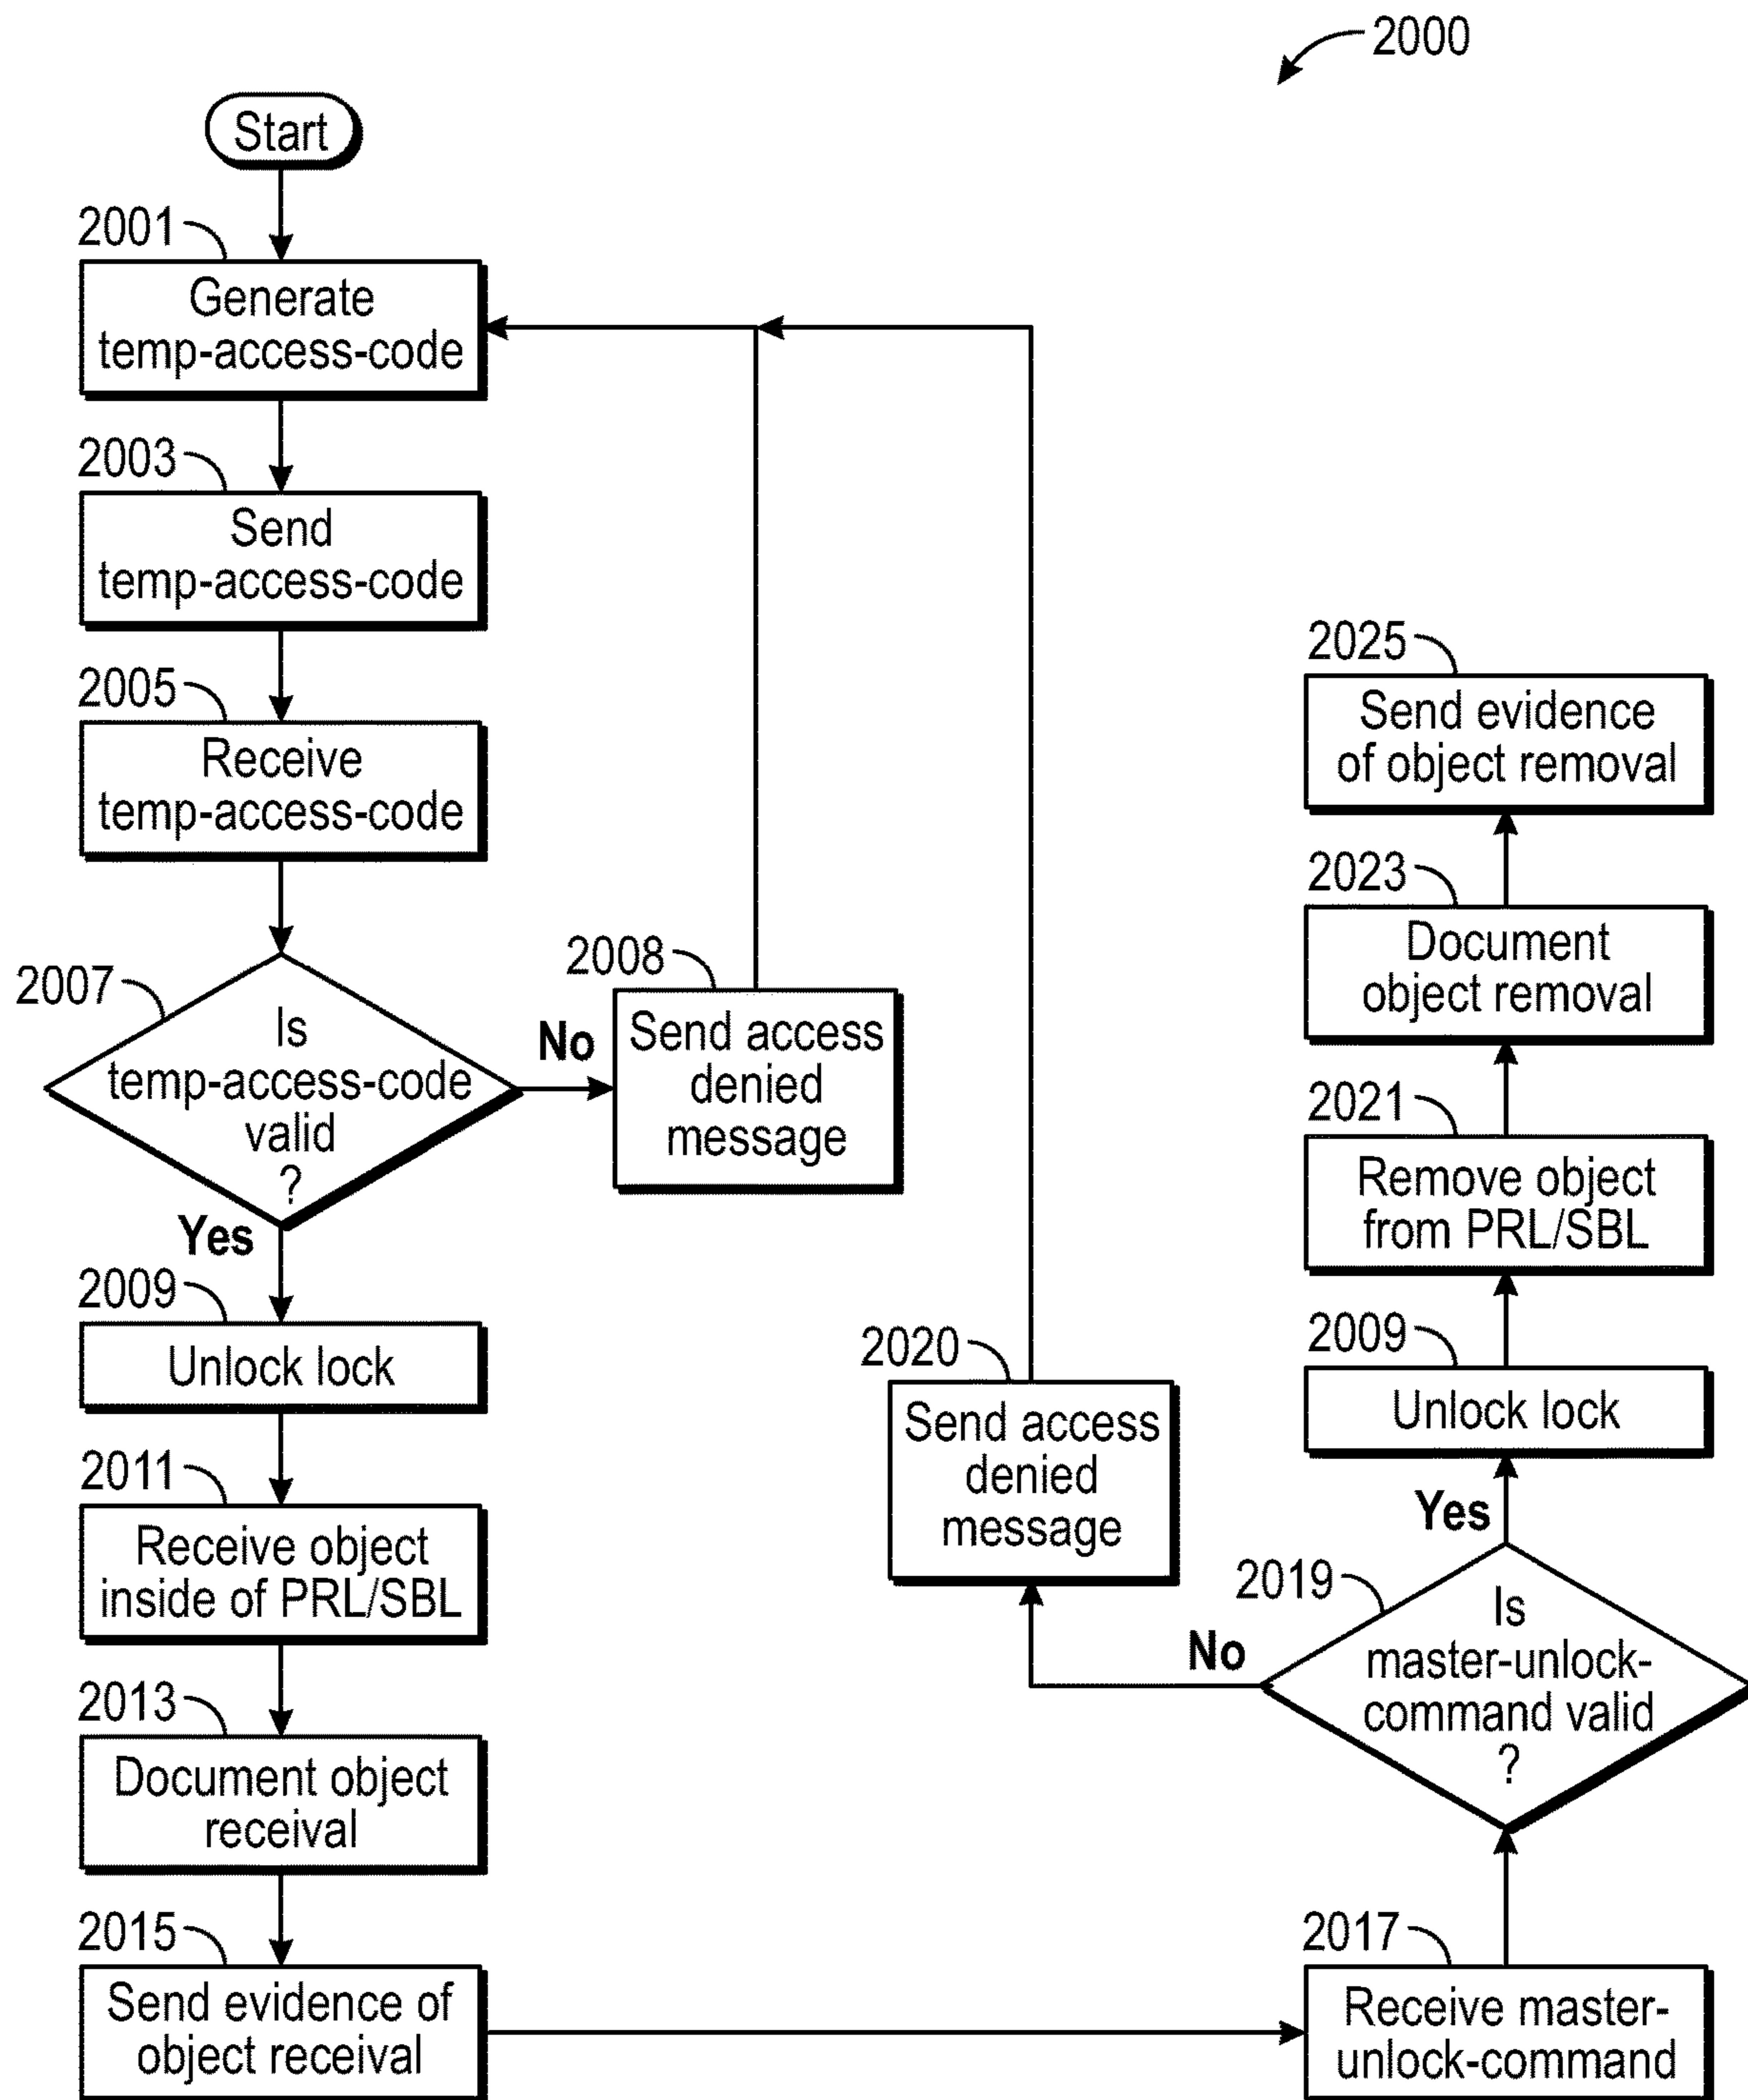 2000
Start
2001
Generate
temp-access-code
2003
Send
temp-access-code
2005
Receive
temp-access-code
2007
Is
temp-access-code
valid
?
No
2008
Send access
denied
message
Yes
2009
Unlock lock
2011
Receive object
inside of PRL/SBL
2013
Document object
receival
2015
Send evidence of
object receival
2017
Receive master-
unlock-command
2019
Is
master-unlock-
command valid
?
No
2020
Send access
denied
message
Yes
2009
Unlock lock
2021
Remove object
from PRL/SBL
2023
Document
object removal
2025
Send evidence
of object removal